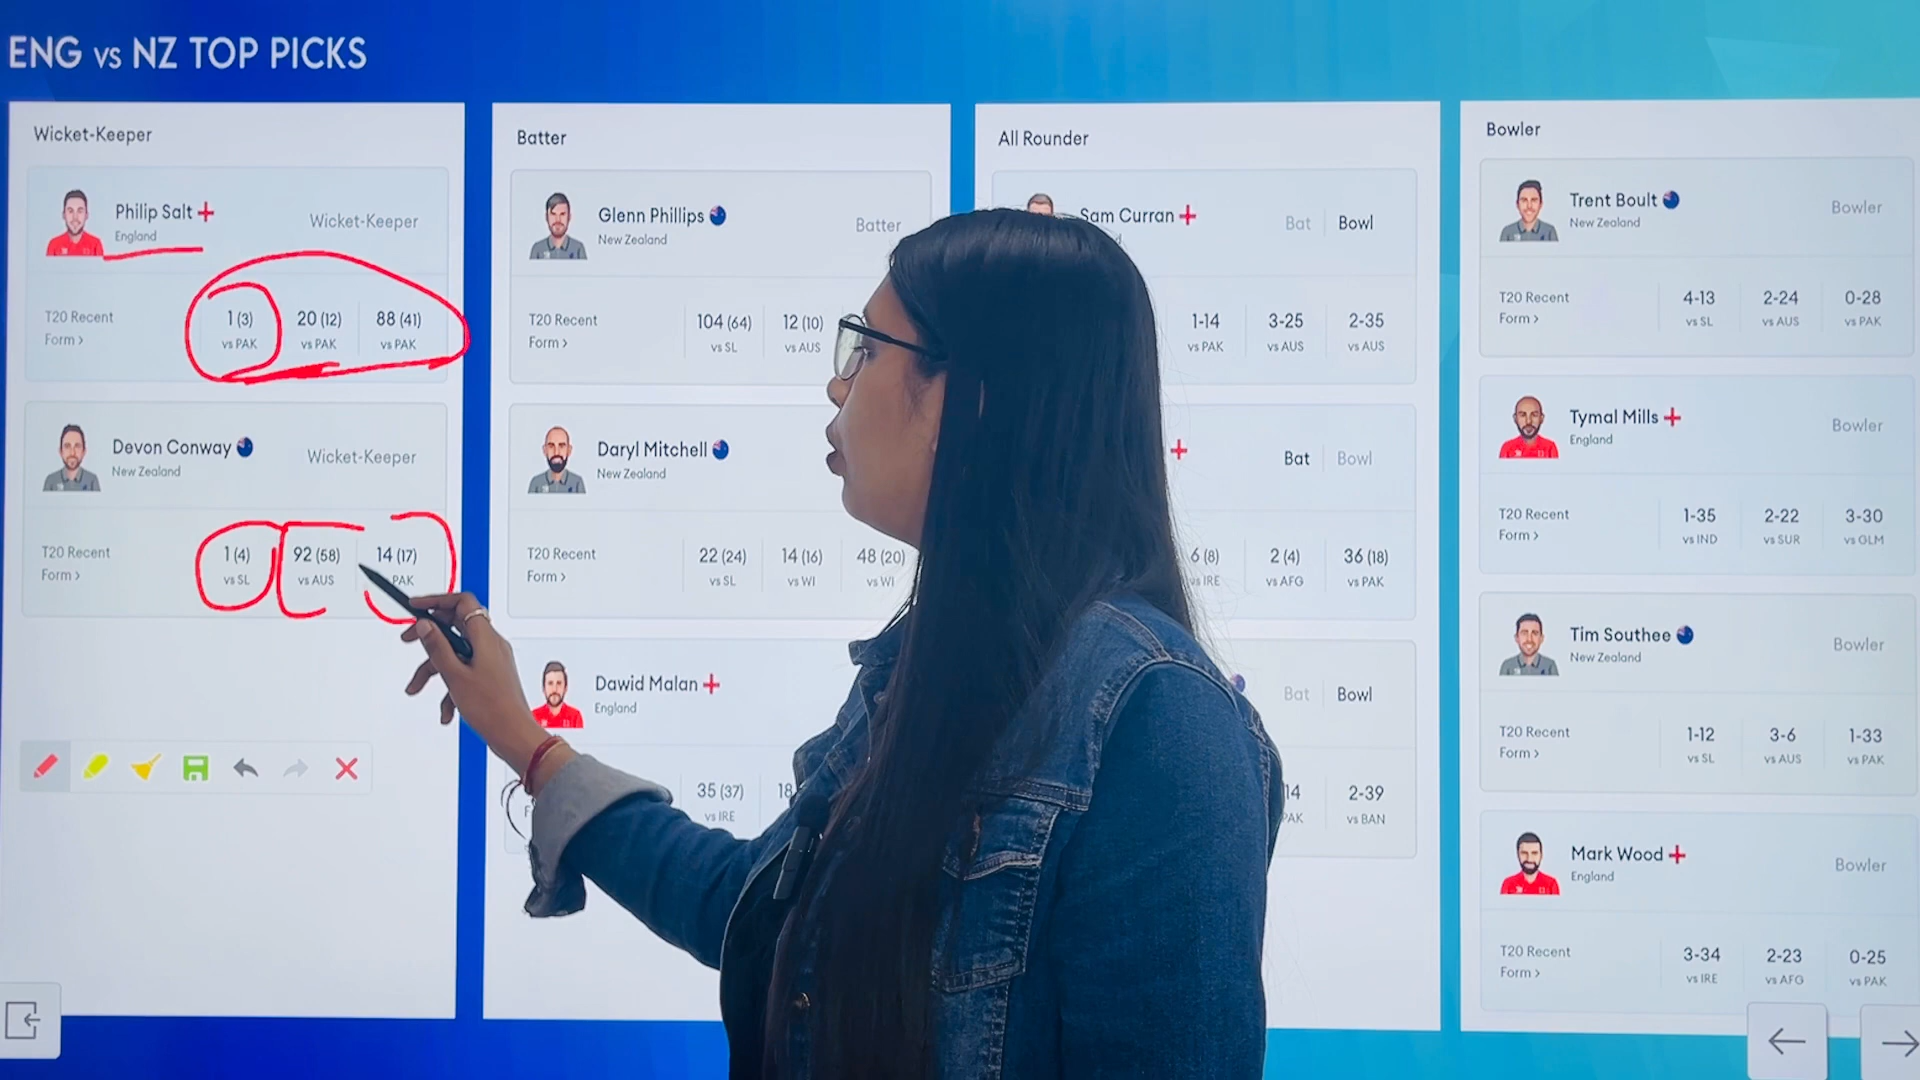 ENG vs NZ TOP PICKS
Wicket-Keeper
Philip Salt
England
Wicket-Keeper
T20 Recent
Form >
1 (3)
vs PAK
20 (12)
vs PAK
88 (41)
vs PAK
Devon Conway
New Zealand
Wicket-Keeper
T20 Recent
Form >
1 (4)
vs SL
92 (58)
vs AUS
14 (17)
PAK
Batter
Glenn Phillips
New Zealand
Batter
T20 Recent
Form >
104 (64)
vs SL
12 (10)
vs AUS
Daryl Mitchell
New Zealand
T20 Recent
Form >
22 (24)
vs SL
14 (16)
vs WI
48 (20)
vs WI
Dawid Malan
England
35 (37)
vs IRE
18
All Rounder
Sam Curran
Bat
Bowl
1-14
vs PAK
3-25
vs AUS
2-35
vs AUS
Bat
Bowl
6 (8)
vs IRE
2 (4)
vs AFG
36 (18)
vs PAK
Bat
Bowl
14
PAK
2-39
vs BAN
Bowler
Trent Boult
New Zealand
Bowler
T20 Recent
Form >
4-13
vs SL
2-24
vs AUS
0-28
vs PAK
Tymal Mills
England
Bowler
T20 Recent
Form >
1-35
vs IND
2-22
vs SUR
3-30
vs GLM
Tim Southee
New Zealand
Bowler
T20 Recent
Form >
1-12
vs SL
3-6
vs AUS
1-33
vs PAK
Mark Wood
England
Bowler
T20 Recent
Form >
3-34
vs IRE
2-23
vs AFG
0-25
vs PAK